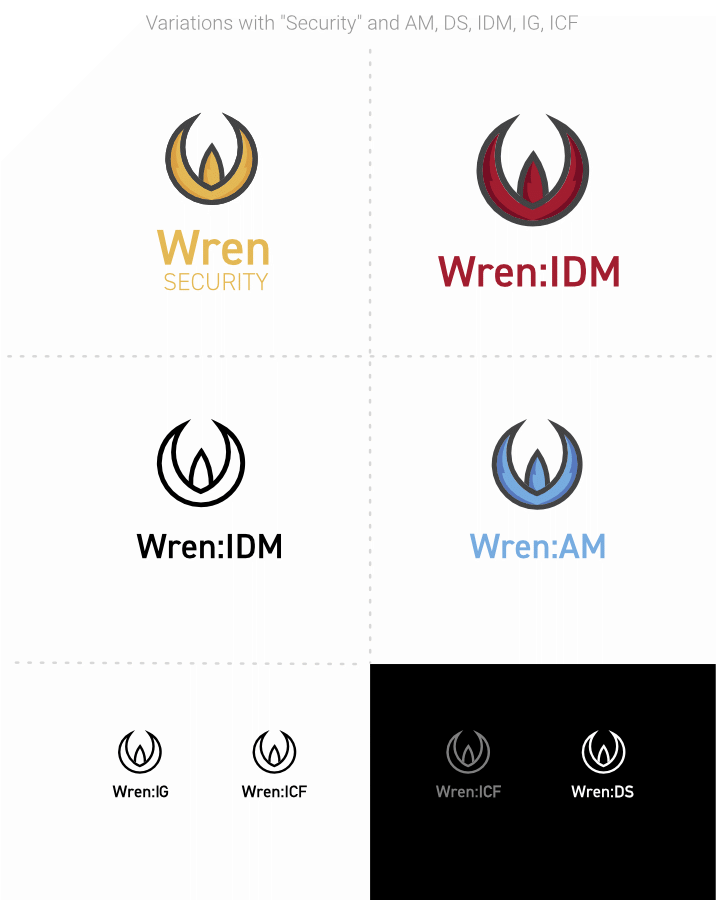 Variations with "Security" and AM, DS, IDM, IG, ICF
Wren
SECURITY
Wren:IDM
Wren:IDM
Wren:AM
Wren:IG
Wren:ICF
Wren:ICF
Wren:DS